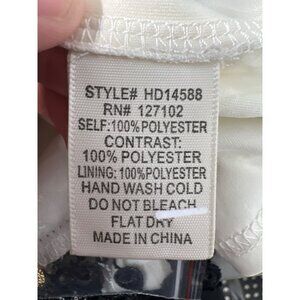 STYLE# HD14588
RN# 127102
SELF:100%POLYESTER
CONTRAST:
100%POLYESTER
LINING: 100%POLYESTER
HAND WASH COLD
DO NOT BLEACH
FLAT DRY
MADE IN CHINA